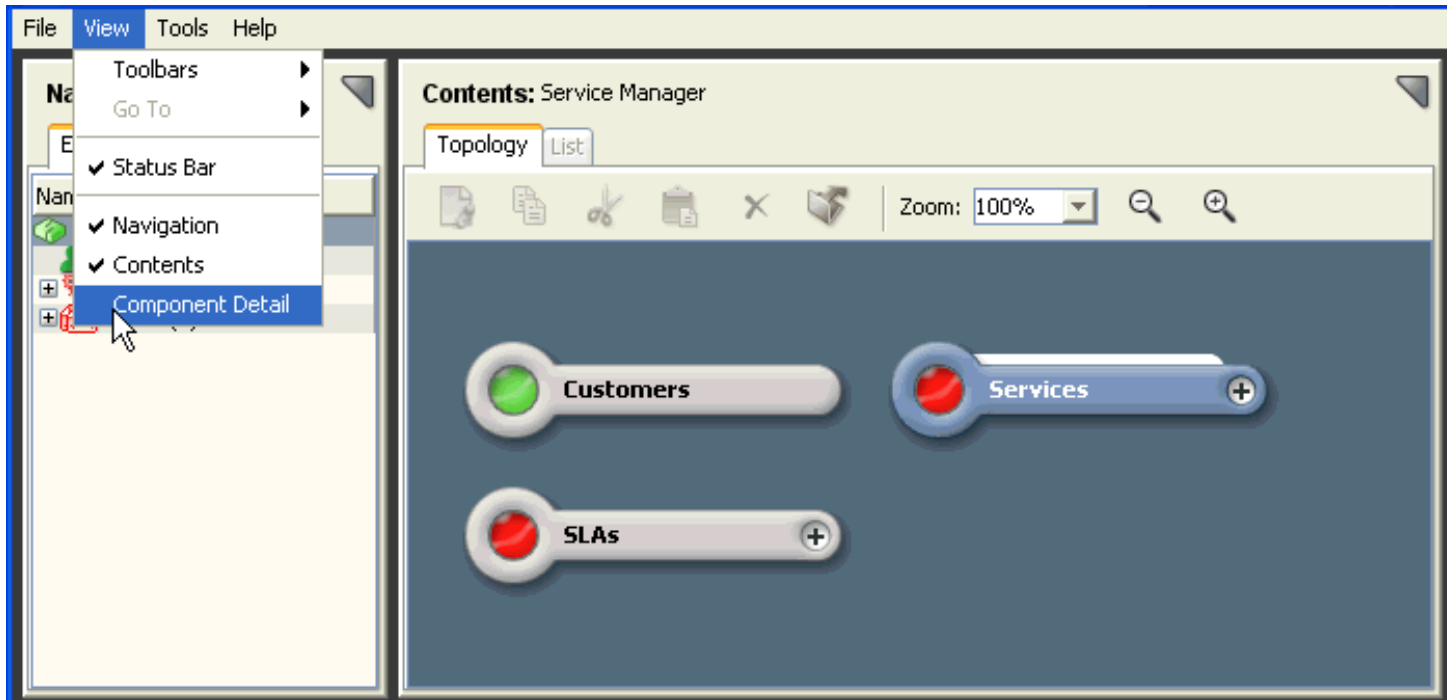 File View Tools Help
Toolbars
Go To
Status Bar
Navigation
Contents
Component Detail
Contents: Service Manager
Topology List
Zoom: 100%
Customers
Services
SLAs